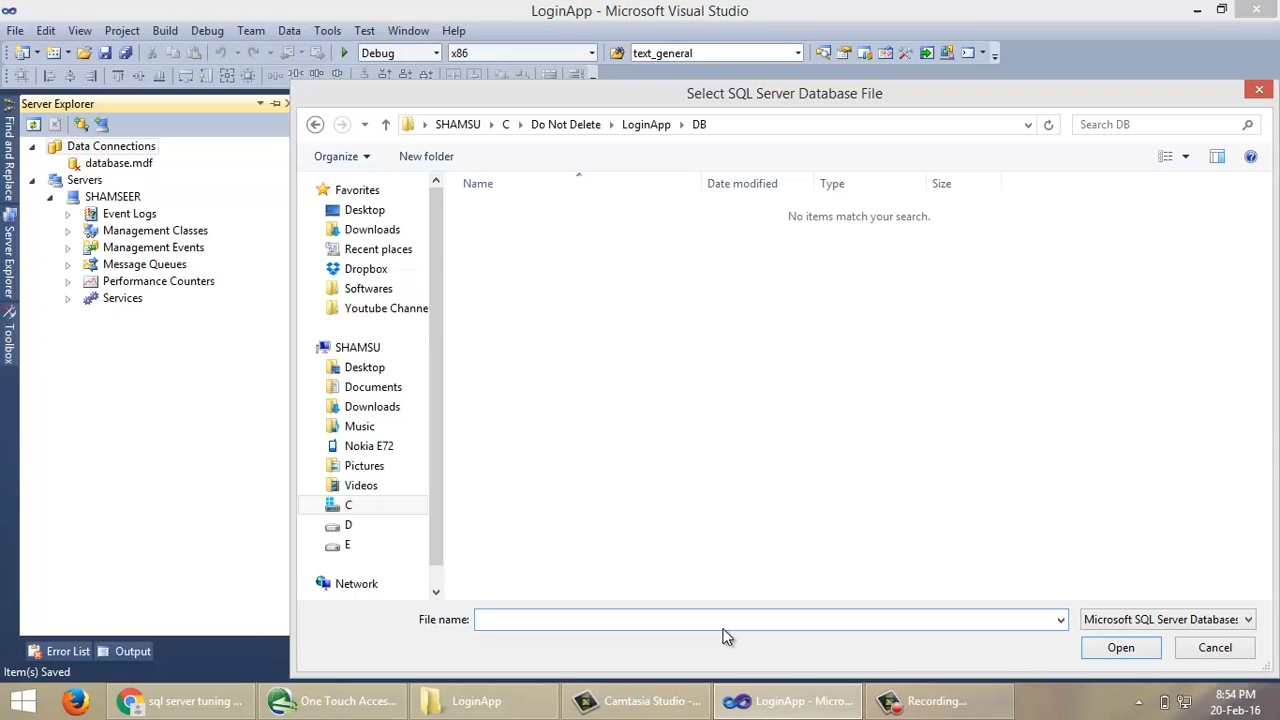 LoginApp - Microsoft Visual Studio
File Edit View Project Build Debug Team Data Tools Test Window Help
Debug x86 text_general
Server Explorer
Data Connections
database.mdf
Servers
SHAMSEER
Event Logs
Management Classes
Management Events
Message Queues
Performance Counters
Services
Find and Replace
Server Explorer
Toolbox
Select SQL Server Database File
SHAMSU C Do Not Delete LoginApp DB
Search DB
Organize New folder
Name Date modified Type Size
No items match your search.
Favorites
Desktop
Downloads
Recent places
Dropbox
Softwares
Youtube Channe
SHAMSU
Desktop
Documents
Downloads
Music
Nokia E72
Pictures
Videos
C
D
E
Network
File name:
Microsoft SQL Server Databases
Open Cancel
Error List Output
Item(s) Saved
sql server tuning ... One Touch Acces... LoginApp Camtasia Studio -... LoginApp - Micro... Recording...
8:54 PM
20-Feb-16